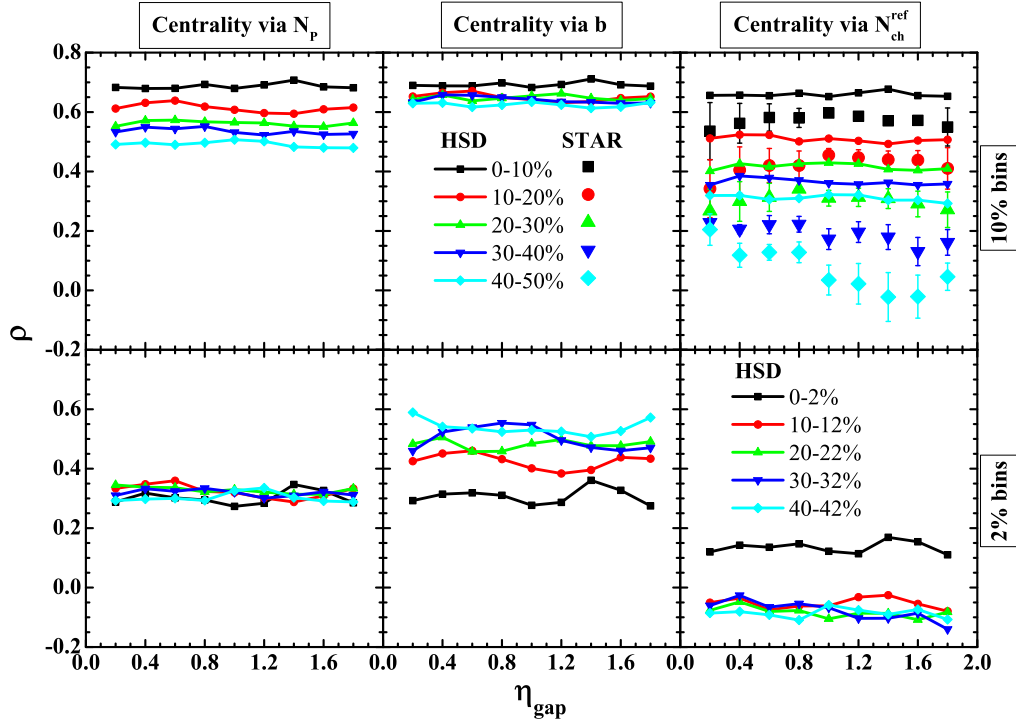 Centrality via N_P
Centrality via b
Centrality via N_ch^ref
0.8
0.6
0.4
0.2
0.0
-0.2
HSD STAR
0-10%
10-20%
20-30%
30-40%
40-50%
10% bins
ρ
0.6
0.4
0.2
0.0
-0.2
HSD
0-2%
10-12%
20-22%
30-32%
40-42%
2% bins
0.0 0.4 0.8 1.2 1.6 0.0 0.4 0.8 1.2 1.6 0.0 0.4 0.8 1.2 1.6 2.0
η_gap